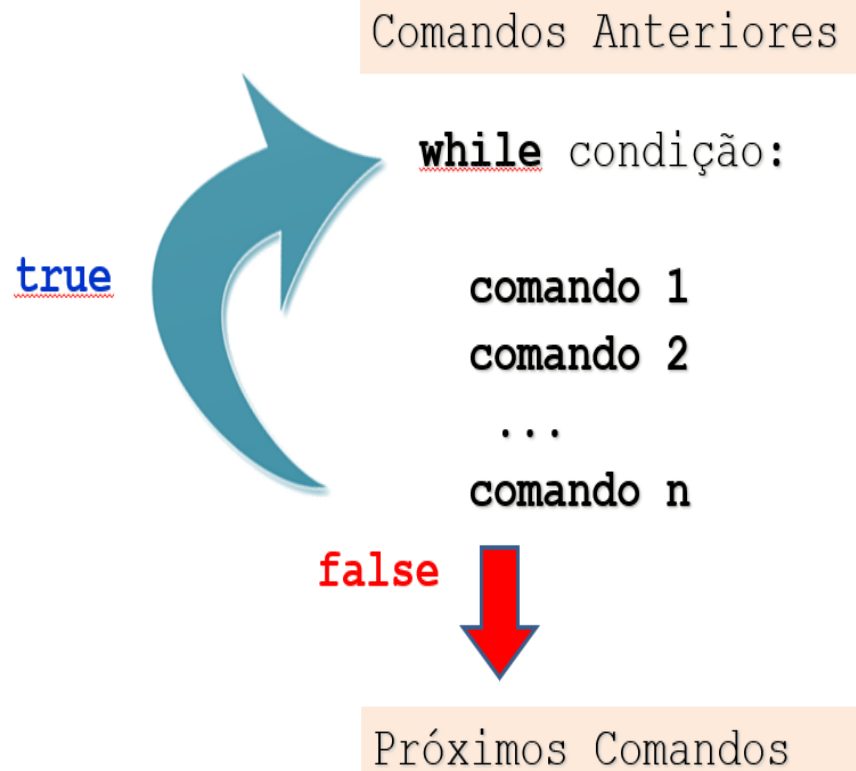 Comandos Anteriores
while condição:
true
comando 1
comando 2
...
comando n
false
Próximos Comandos